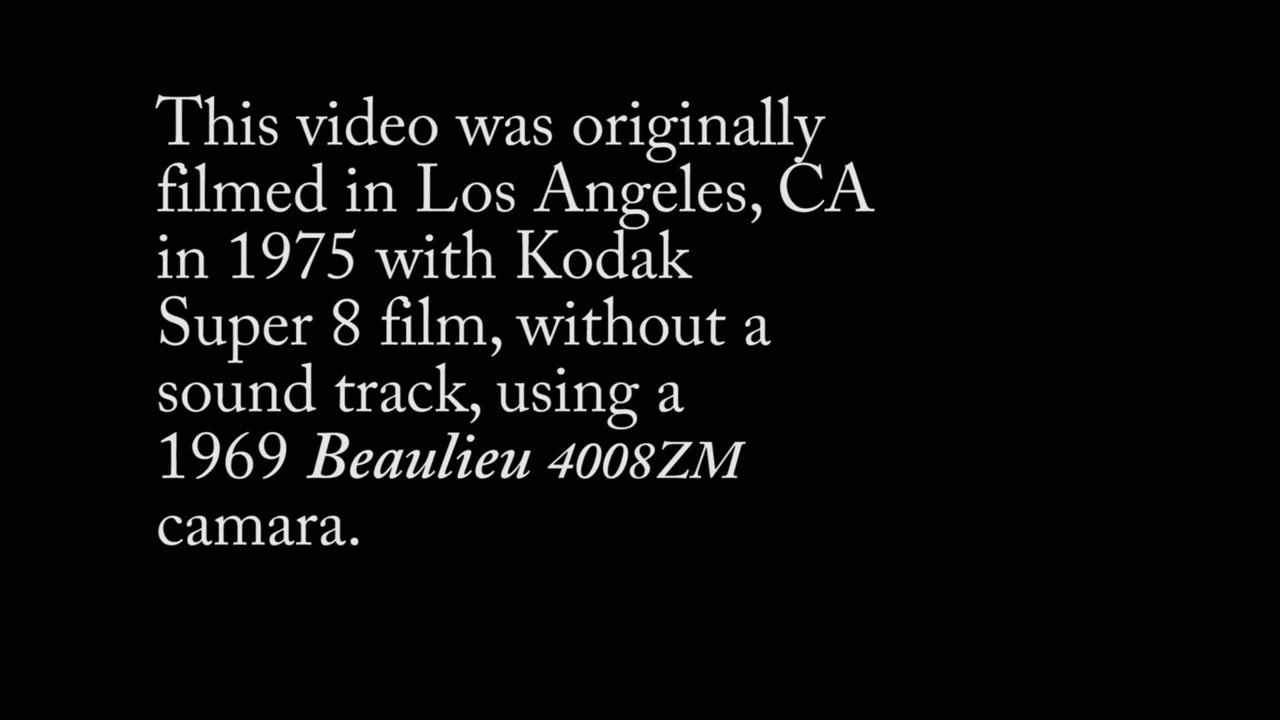 This video was originally
filmed in Los Angeles, CA
in 1975 with Kodak
Super 8 film, without a
sound track, using a
1969 Beaulieu 4008ZM
camara.